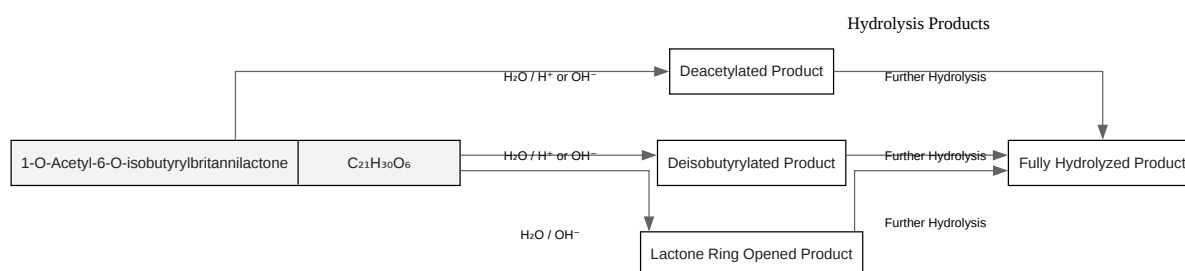 Hydrolysis Products
Deacetylated Product
H₂O / H⁺ or OH⁻
Further Hydrolysis
1-O-Acetyl-6-O-isobutyrylbritannilactone
C₂₁H₃₀O₆
H₂O / H⁺ or OH⁻
Deisobutyrylated Product
Further Hydrolysis
Fully Hydrolyzed Product
H₂O / OH⁻
Further Hydrolysis
Lactone Ring Opened Product